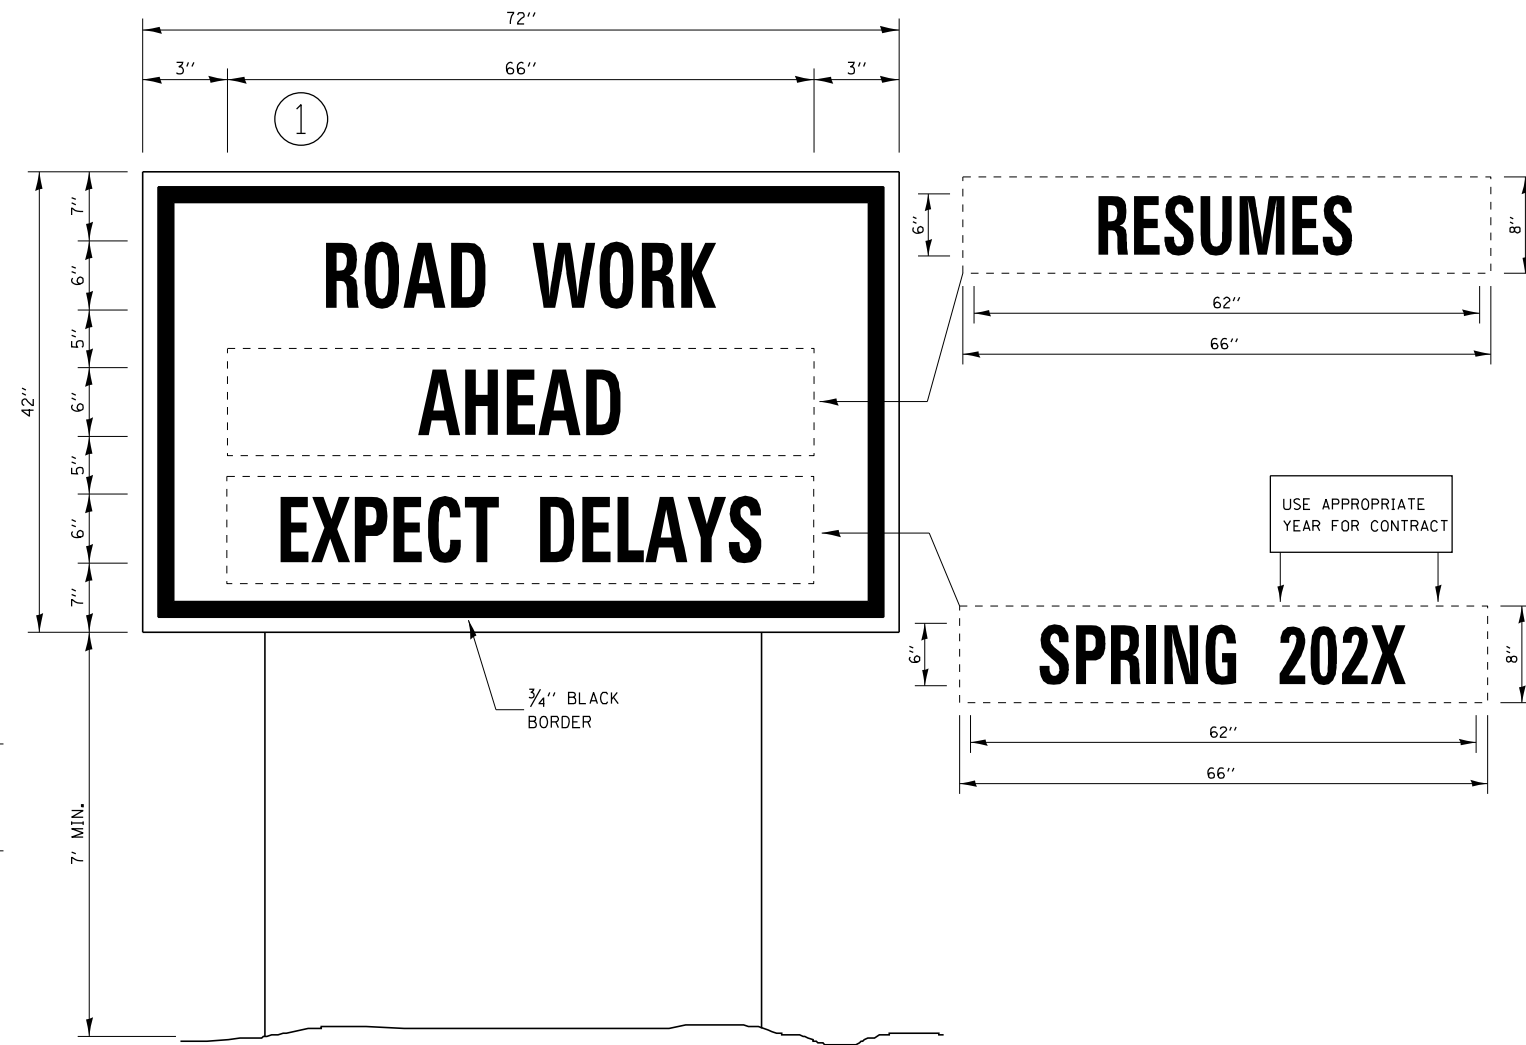 72''
3'' 66'' 3''
1
ROAD WORK
AHEAD
EXPECT DELAYS
42''
7''
6''
5''
6''
5''
6''
7''
7' MIN.
3/4'' BLACK
BORDER
RESUMES
6''
8''
62''
66''
USE APPROPRIATE
YEAR FOR CONTRACT
SPRING 202X
6''
8''
62''
66''